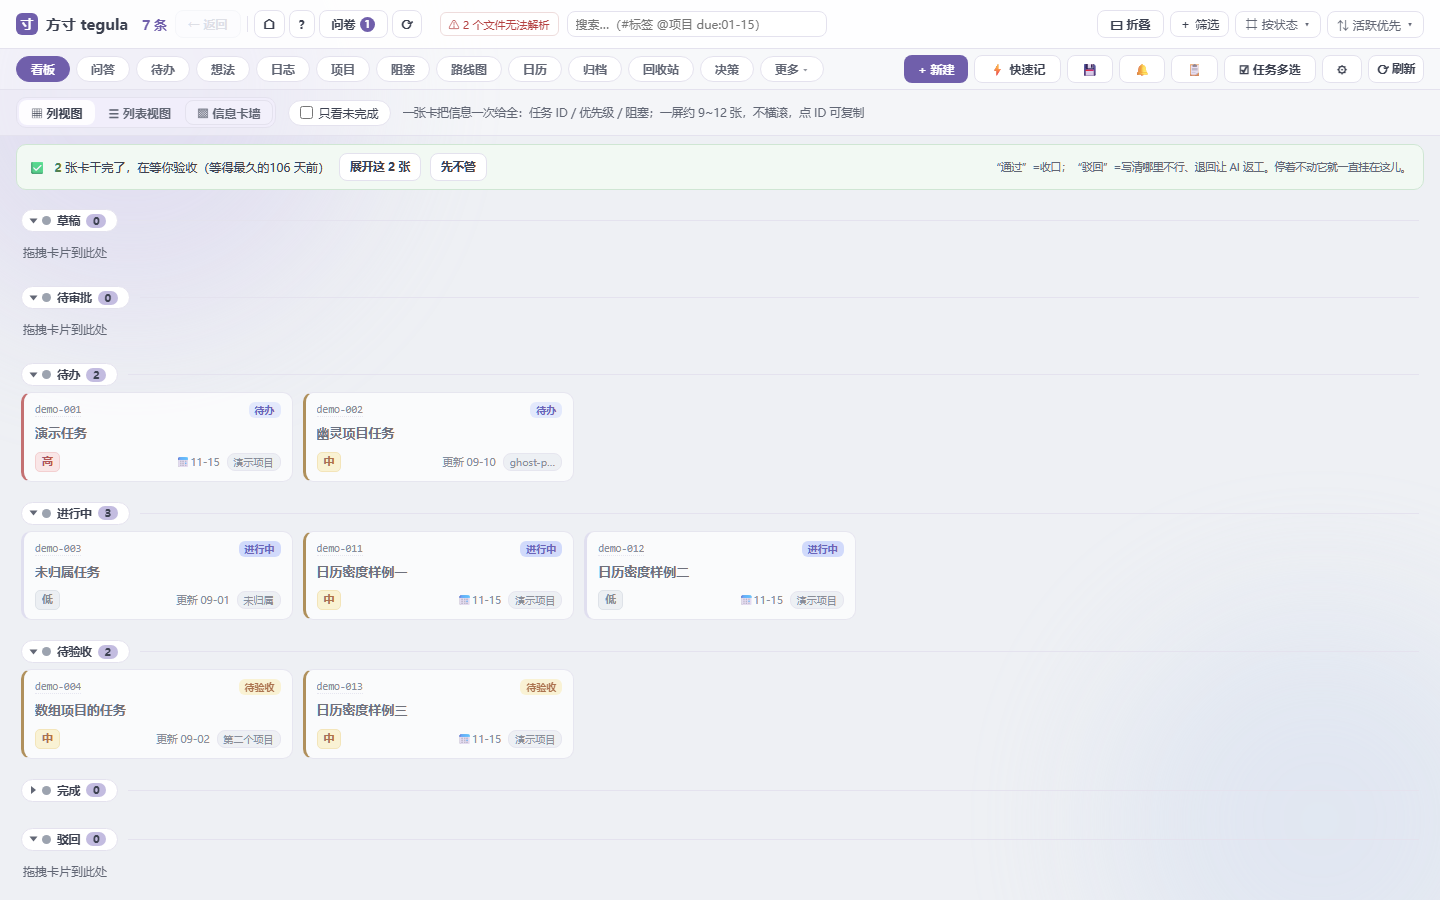 寸 方寸 tegula 7 条 ← 返回 ? 问卷 1 ⚠ 2 个文件无法解析 搜索... (#标签 @项目 due:01-15) 折叠 + 筛选 按状态 活跃优先
看板 问答 待办 想法 日志 项目 阻塞 路线图 日历 归档 回收站 决策 更多 + 新建 快速记 任务多选 刷新
列视图 列表视图 信息卡墙 只看未完成 一张卡把信息一次给全：任务 ID / 优先级 / 阻塞；一屏约 9~12 张，不横滚，点 ID 可复制
2 张卡干完了，在等你验收（等得最久的106 天前） 展开这 2 张 先不管 “通过” =收口； “驳回” =写清哪里不行、退回让 AI 返工。停着不动它就一直挂在这儿。
草稿 0
拖拽卡片到此处
待审批 0
拖拽卡片到此处
待办 2
demo-001 待办
演示任务
高 11-15 演示项目
demo-002 待办
幽灵项目任务
中 更新 09-10 ghost-p...
进行中 3
demo-003 进行中
未归属任务
低 更新 09-01 未归属
demo-011 进行中
日历密度样例一
中 11-15 演示项目
demo-012 进行中
日历密度样例二
低 11-15 演示项目
待验收 2
demo-004 待验收
数组项目的任务
中 更新 09-02 第二个项目
demo-013 待验收
日历密度样例三
中 11-15 演示项目
完成 0
驳回 0
拖拽卡片到此处